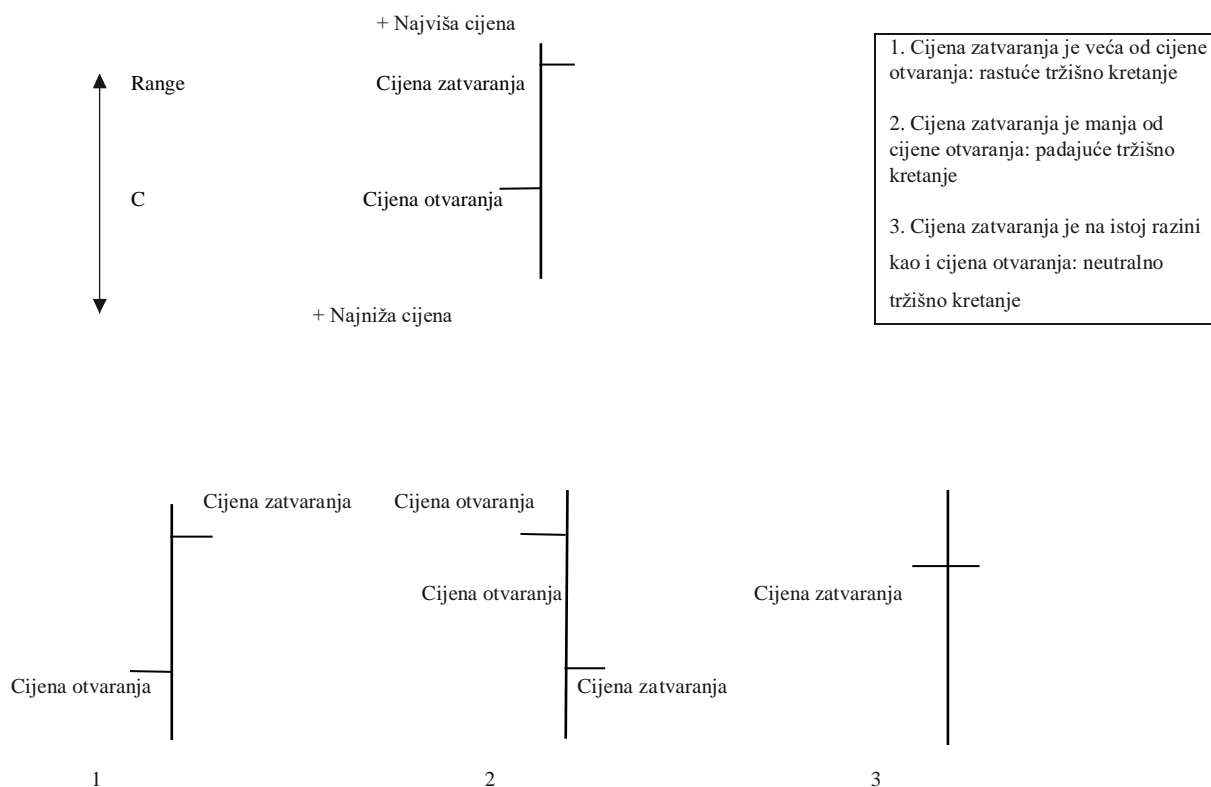 + Najviša cijena
Range
Cijena zatvaranja
C
Cijena otvaranja
+ Najniža cijena
1. Cijena zatvaranja je veća od cijene
otvaranja: rastuće tržišno kretanje
2. Cijena zatvaranja je manja od
cijene otvaranja: padajuće tržišno
kretanje
3. Cijena zatvaranja je na istoj razini
kao i cijena otvaranja: neutralno
tržišno kretanje
Cijena zatvaranja
Cijena otvaranja
1
Cijena otvaranja
Cijena otvaranja
Cijena zatvaranja
2
Cijena zatvaranja
3